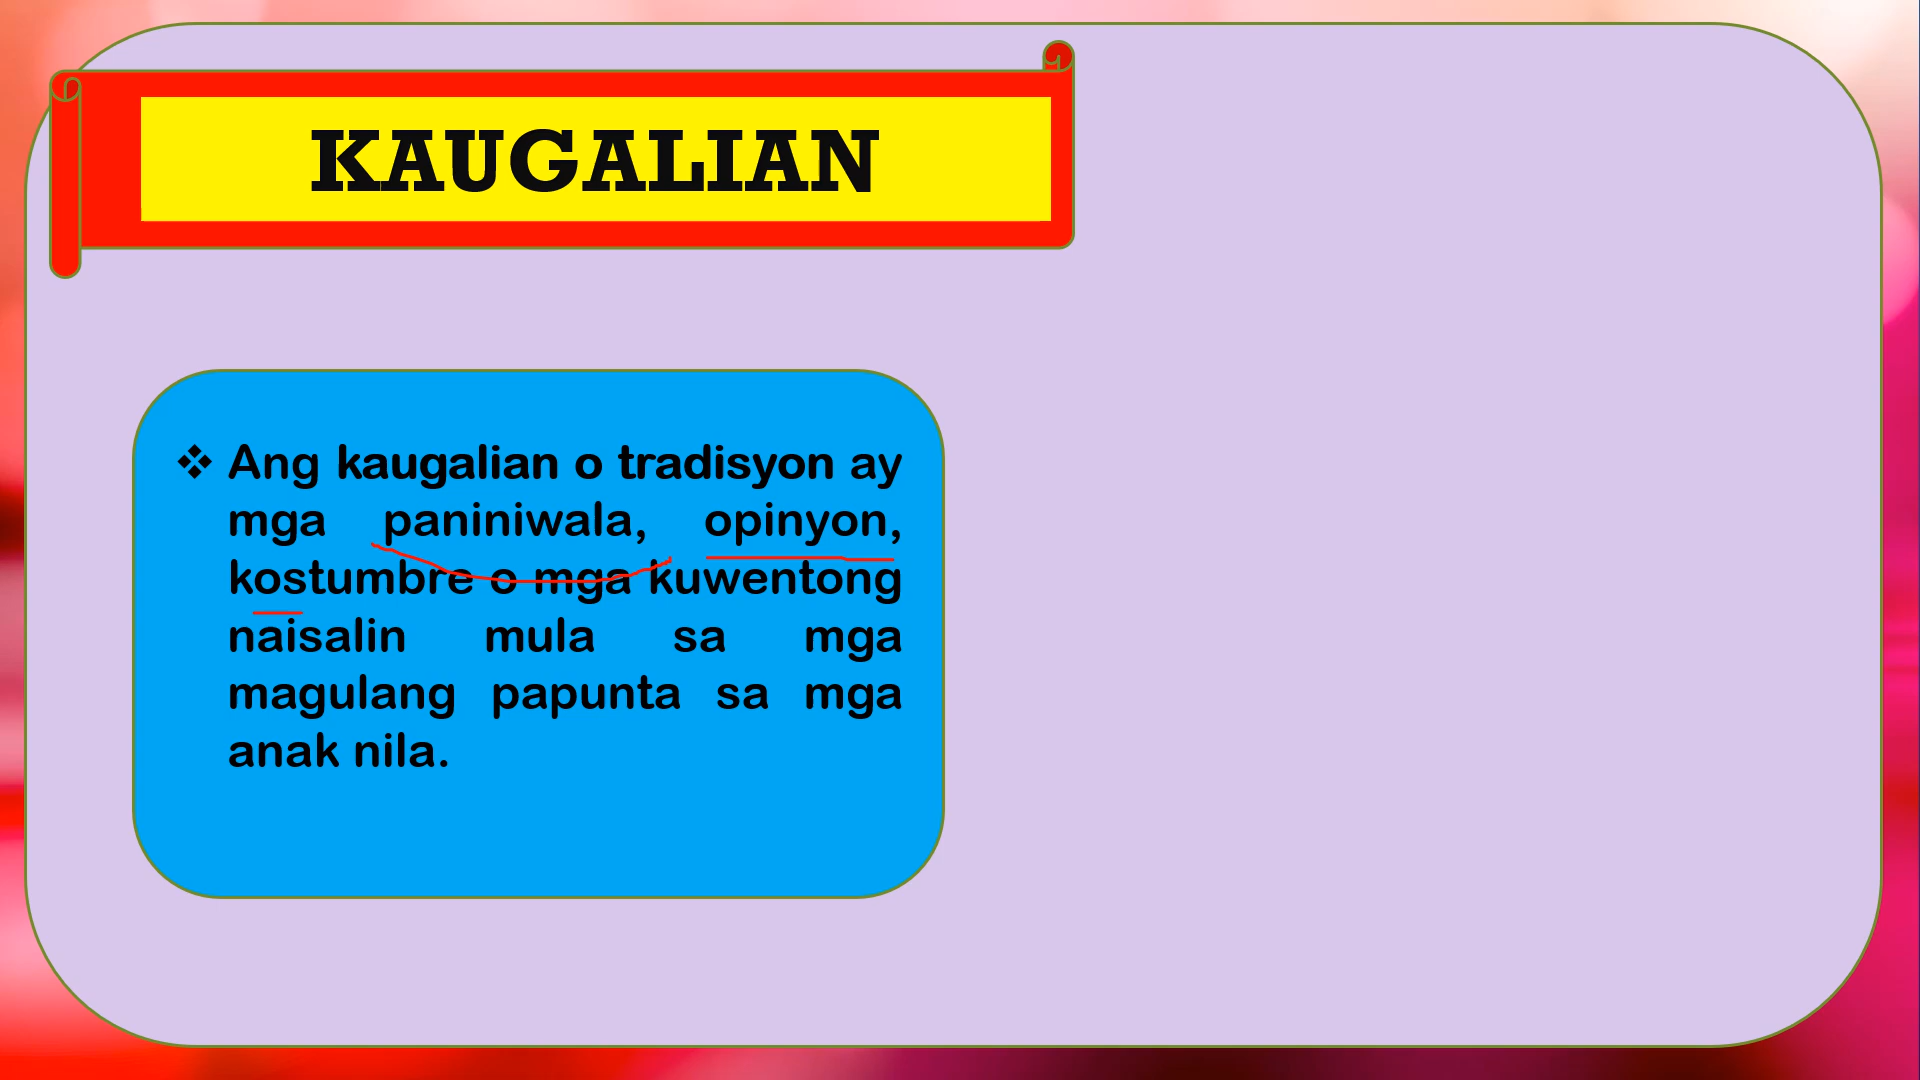 KAUGALIAN
❖ Ang kaugalian o tradisyon ay
mga paniniwala, opinyon,
kostumbre o mga kuwentong
naisalin mula sa mga
magulang papunta sa mga
anak nila.